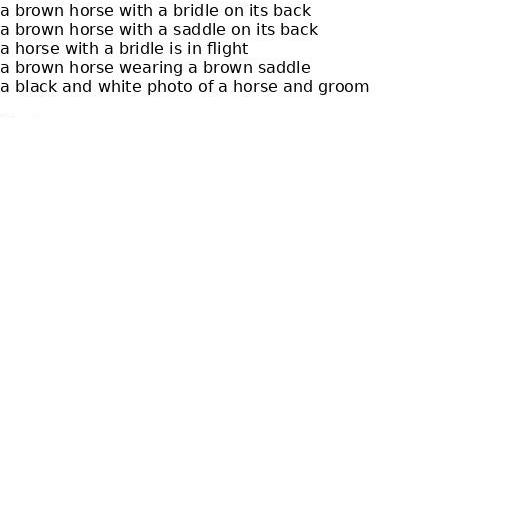 a brown horse with a bridle on its back
a brown horse with a saddle on its back
a horse with a bridle is in flight
a brown horse wearing a brown saddle
a black and white photo of a horse and groom